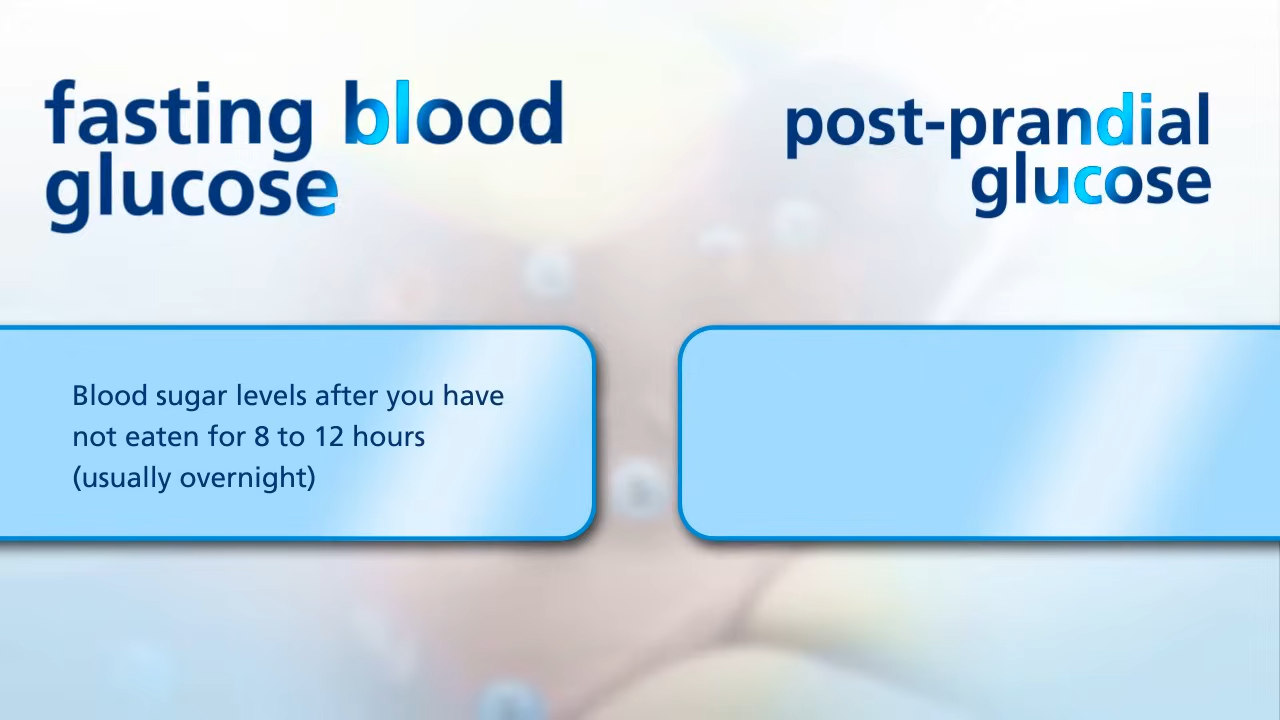 fasting blood
glucose
post-prandial
glucose
Blood sugar levels after you have
not eaten for 8 to 12 hours
(usually overnight)